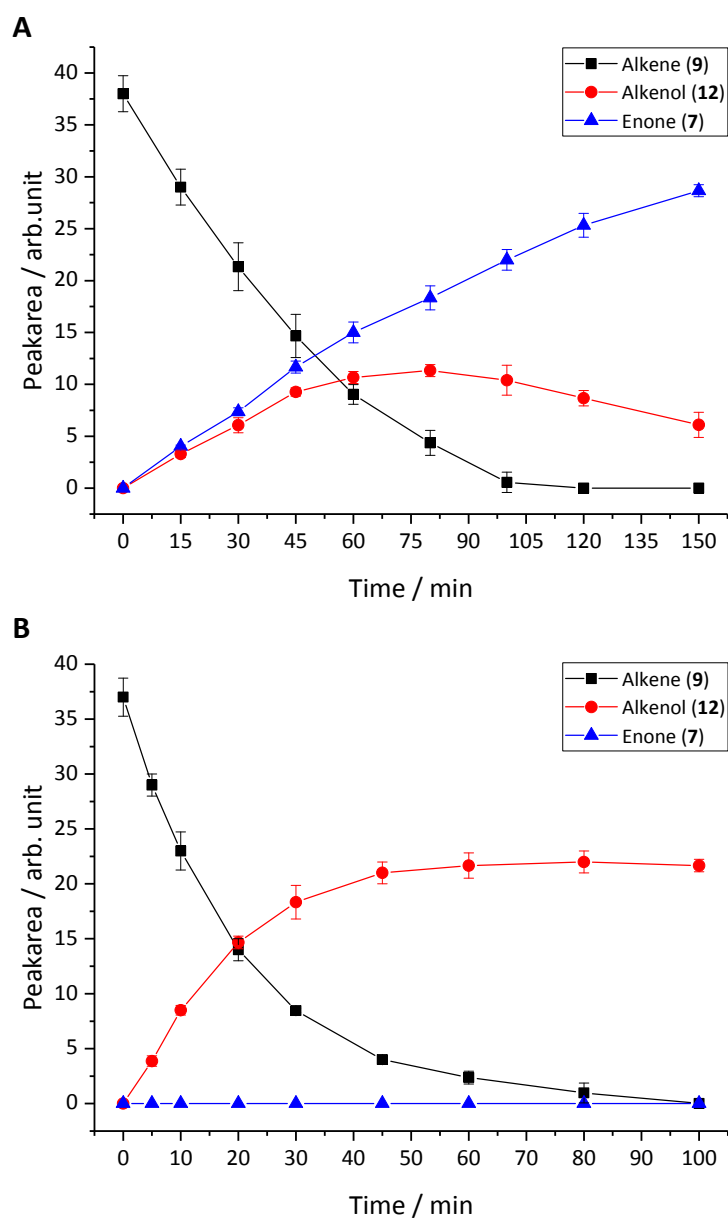 A
Alkene (9)
Alkenol (12)
Enone (7)
40
35
30
25
20
15
10
5
0
Peakarea / arb.unit
0 15 30 45 60 75 90 105 120 135 150
Time / min
B
Alkene (9)
Alkenol (12)
Enone (7)
40
35
30
25
20
15
10
5
0
Peakarea / arb. unit
0 10 20 30 40 50 60 70 80 90 100
Time / min